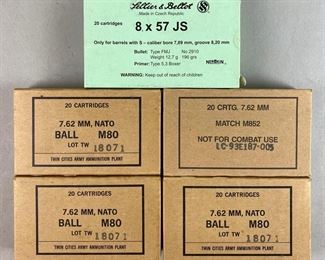 Sellier & Bellot
Made in Czech Republic
20 cartridges
8 x 57 JS
Only for barrels with S - caliber bore 7,89 mm, groove 8,20 mm
Bullet: Type FMJ No 2910
Weight 12,7 g 196 grs
Primer: Type 5,3 Boxer
WARNING: Keep out of reach of children.
20 CARTRIDGES
7.62 MM, NATO
BALL M80
LOT TW 18071
TWIN CITIES ARMY AMMUNITION PLANT
20 CRTG. 7.62 MM
MATCH M852
NOT FOR COMBAT USE
LC-93E187-005
20 CARTRIDGES
7.62 MM, NATO
BALL M80
LOT TW 18071
TWIN CITIES ARMY AMMUNITION PLANT
20 CARTRIDGES
7.62 MM, NATO
BALL M80
LOT TW 18071
TWIN CITIES ARMY AMMUNITION PLANT